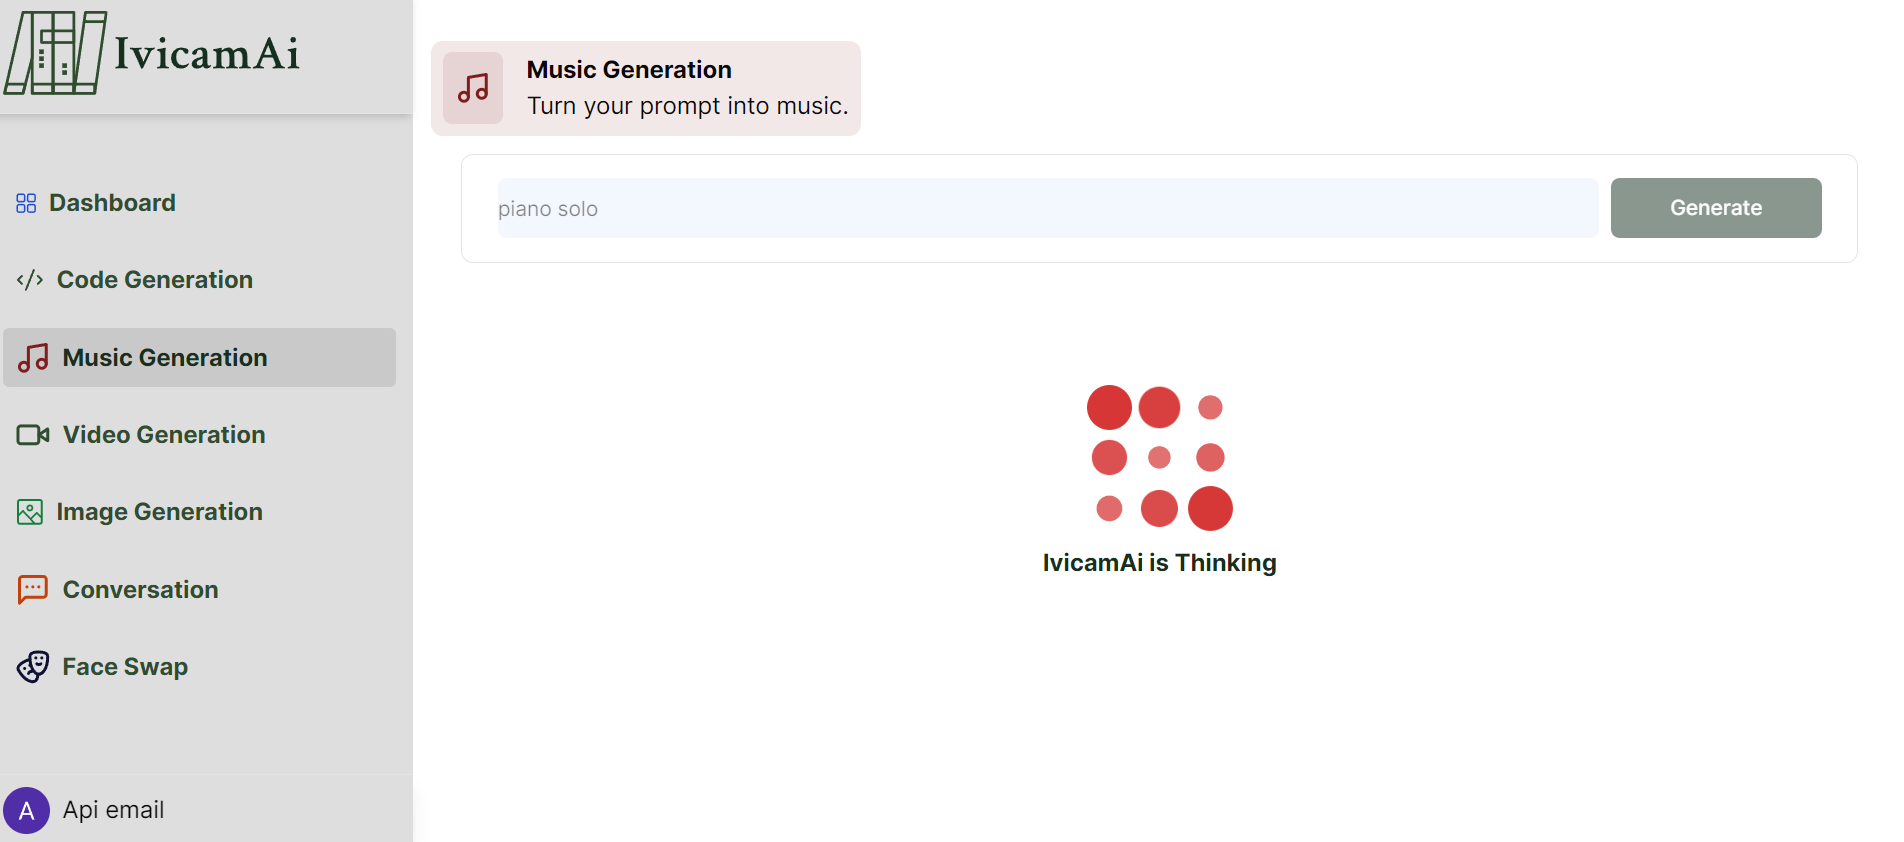 IvicamAi
Dashboard
Code Generation
Music Generation
Video Generation
Image Generation
Conversation
Face Swap
A
Api email
Music Generation
Turn your prompt into music.
piano solo
Generate
IvicamAi is Thinking